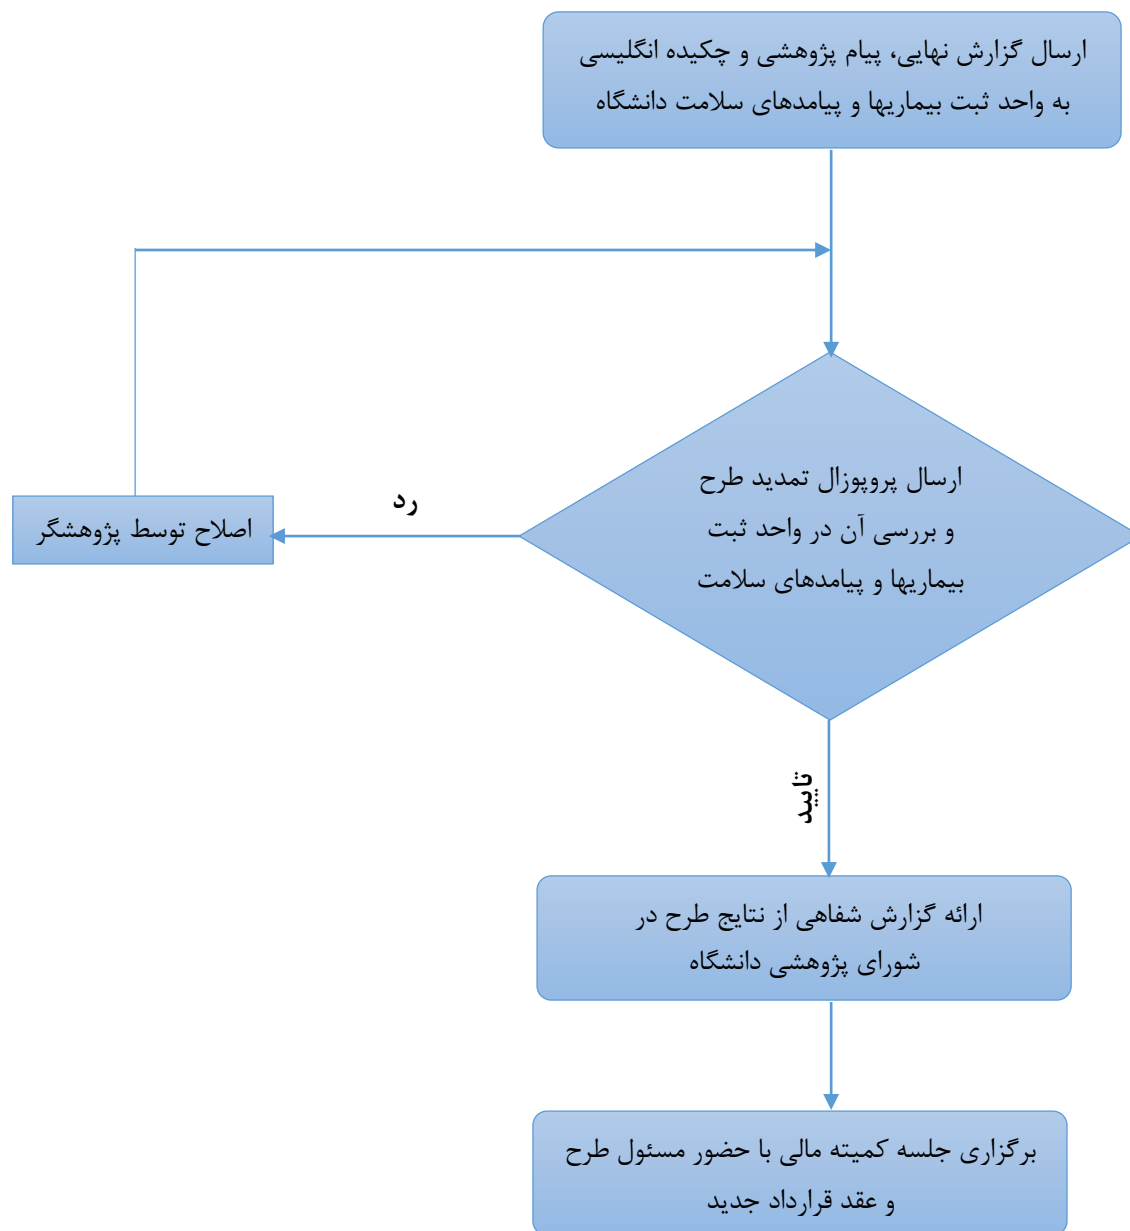 ارسال گزارش نهایی، پیام پژوهشی و چکیده انگلیسی
به واحد ثبت بیماریها و پیامدهای سلامت دانشگاه
ارسال پروپوزال تمدید طرح
و بررسی آن در واحد ثبت
بیماریها و پیامدهای سلامت
رد
اصلاح توسط پژوهشگر
تایید
ارائه گزارش شفاهی از نتایج طرح در
شورای پژوهشی دانشگاه
برگزاری جلسه کمیته مالی با حضور مسئول طرح
و عقد قرارداد جدید